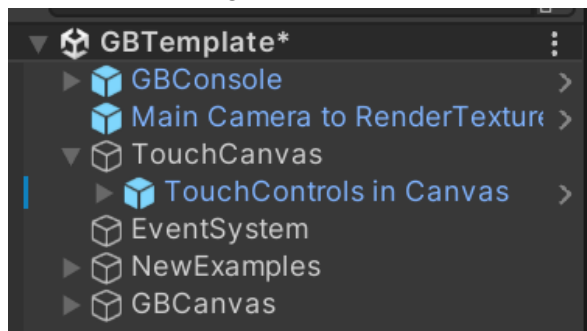 GBTemplate*
GBConsole
Main Camera to RenderTexture
TouchCanvas
TouchControls in Canvas
EventSystem
NewExamples
GBCanvas